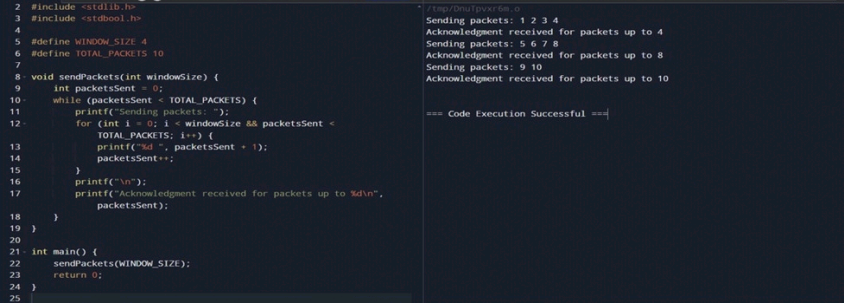 2 #include <stdlib.h>
3 #include <stdbool.h>
4
5 #define WINDOW_SIZE 4
6 #define TOTAL_PACKETS 10
7
8 void sendPackets(int windowSize) {
9 int packetsSent = 0;
10 while (packetsSent < TOTAL_PACKETS) {
11 printf("Sending packets: ");
12 for (int i = 0; i < windowSize && packetsSent <
TOTAL_PACKETS; i++) {
13 printf("%d ", packetsSent + 1);
14 packetsSent++;
15 }
16 printf("\n");
17 printf("Acknowledgment received for packets up to %d\n",
packetsSent);
18 }
19 }
20
21 int main() {
22 sendPackets(WINDOW_SIZE);
23 return 0;
24 }
25
Sending packets: 1 2 3 4
Acknowledgment received for packets up to 4
Sending packets: 5 6 7 8
Acknowledgment received for packets up to 8
Sending packets: 9 10
Acknowledgment received for packets up to 10
=== Code Execution Successful ===